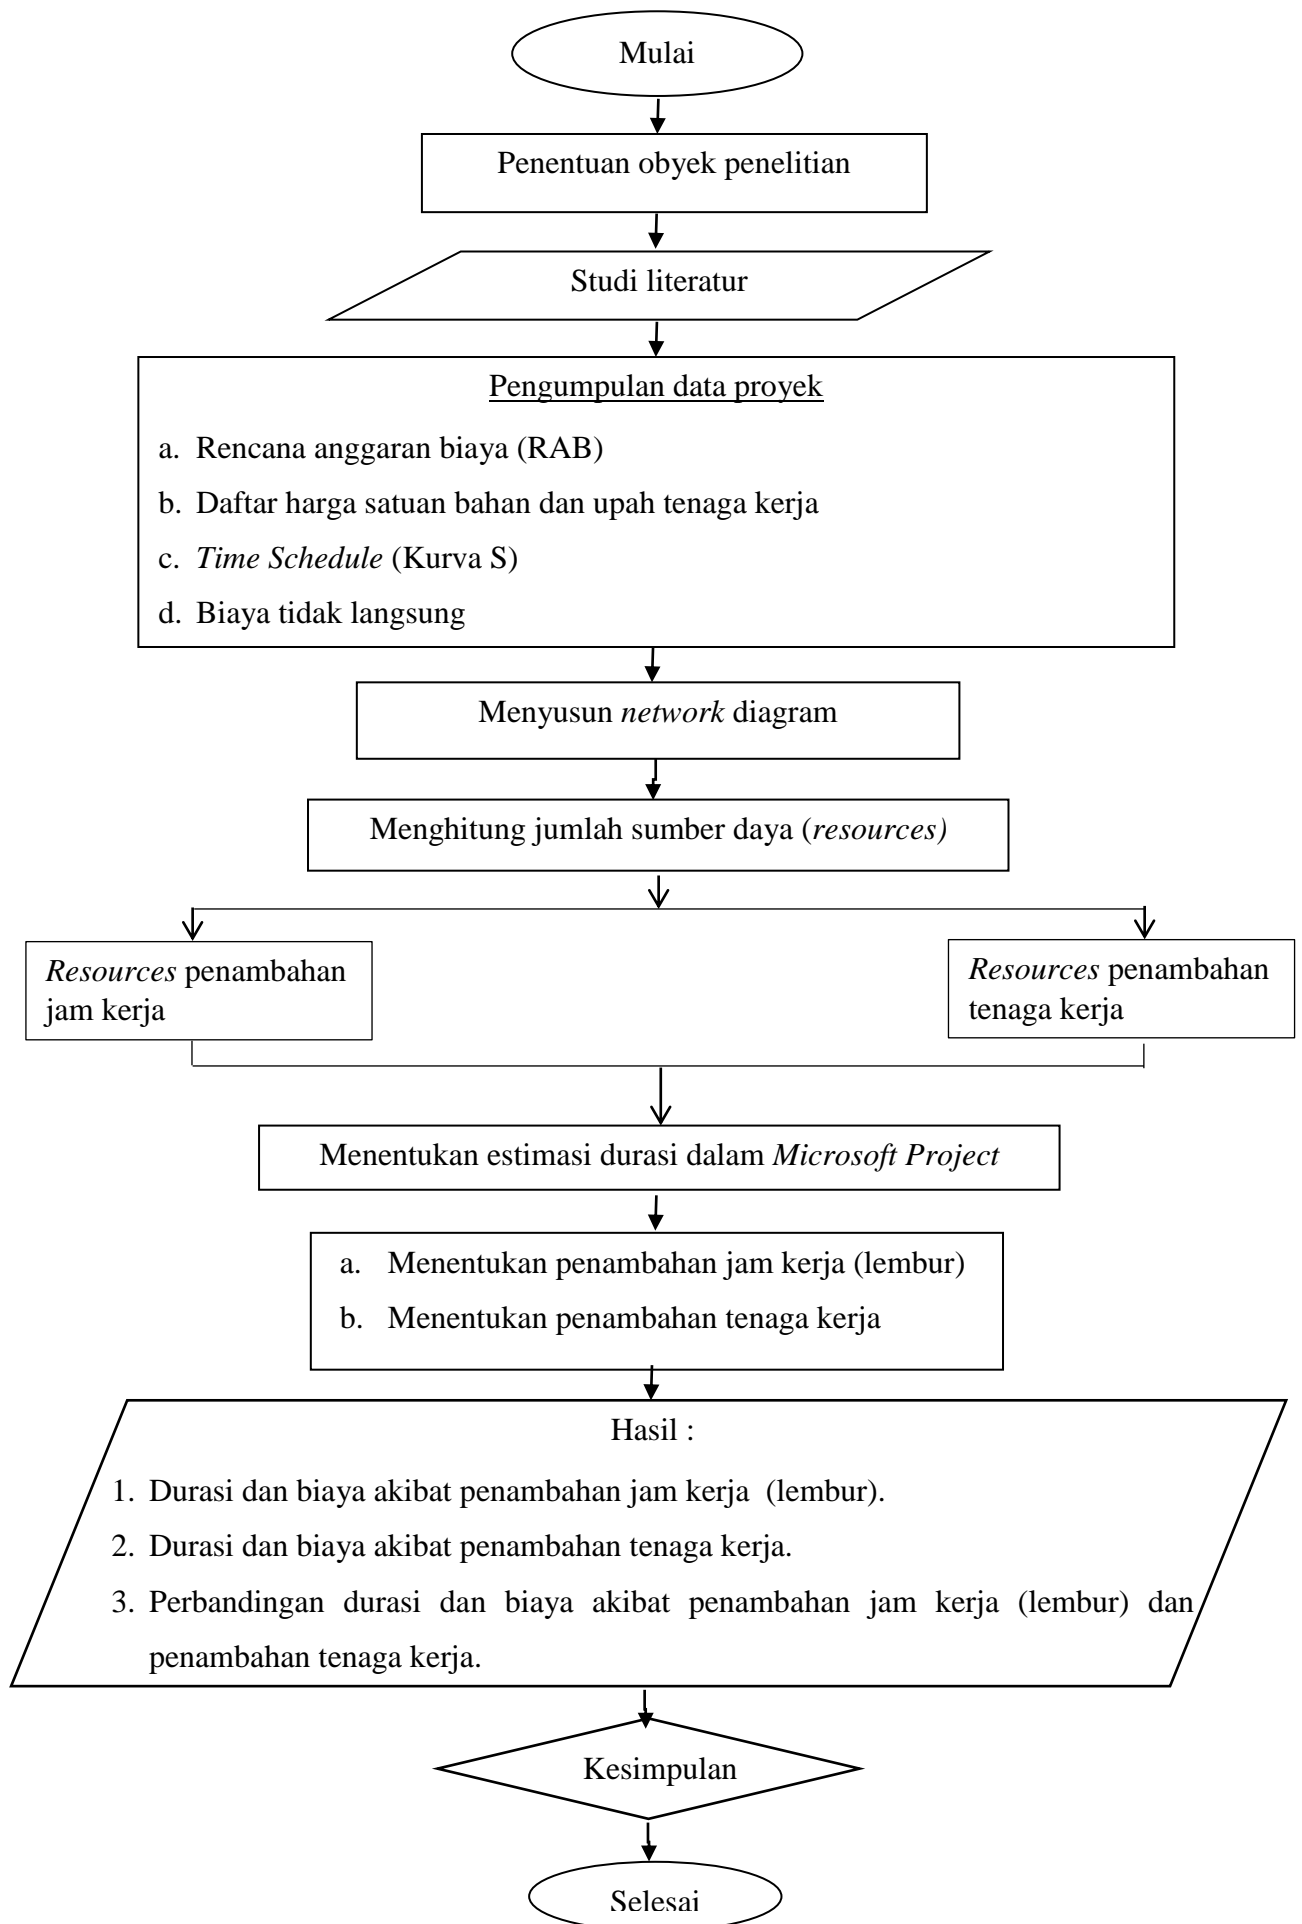 Mulai
Penentuan obyek penelitian
Studi literatur
Pengumpulan data proyek
a. Rencana anggaran biaya (RAB)
b. Daftar harga satuan bahan dan upah tenaga kerja
c. Time Schedule (Kurva S)
d. Biaya tidak langsung
Menyusun network diagram
Menghitung jumlah sumber daya (resources)
Resources penambahan
jam kerja
Resources penambahan
tenaga kerja
Menentukan estimasi durasi dalam Microsoft Project
a. Menentukan penambahan jam kerja (lembur)
b. Menentukan penambahan tenaga kerja
Hasil :
1. Durasi dan biaya akibat penambahan jam kerja (lembur).
2. Durasi dan biaya akibat penambahan tenaga kerja.
3. Perbandingan durasi dan biaya akibat penambahan jam kerja (lembur) dan
penambahan tenaga kerja.
Kesimpulan
Selesai